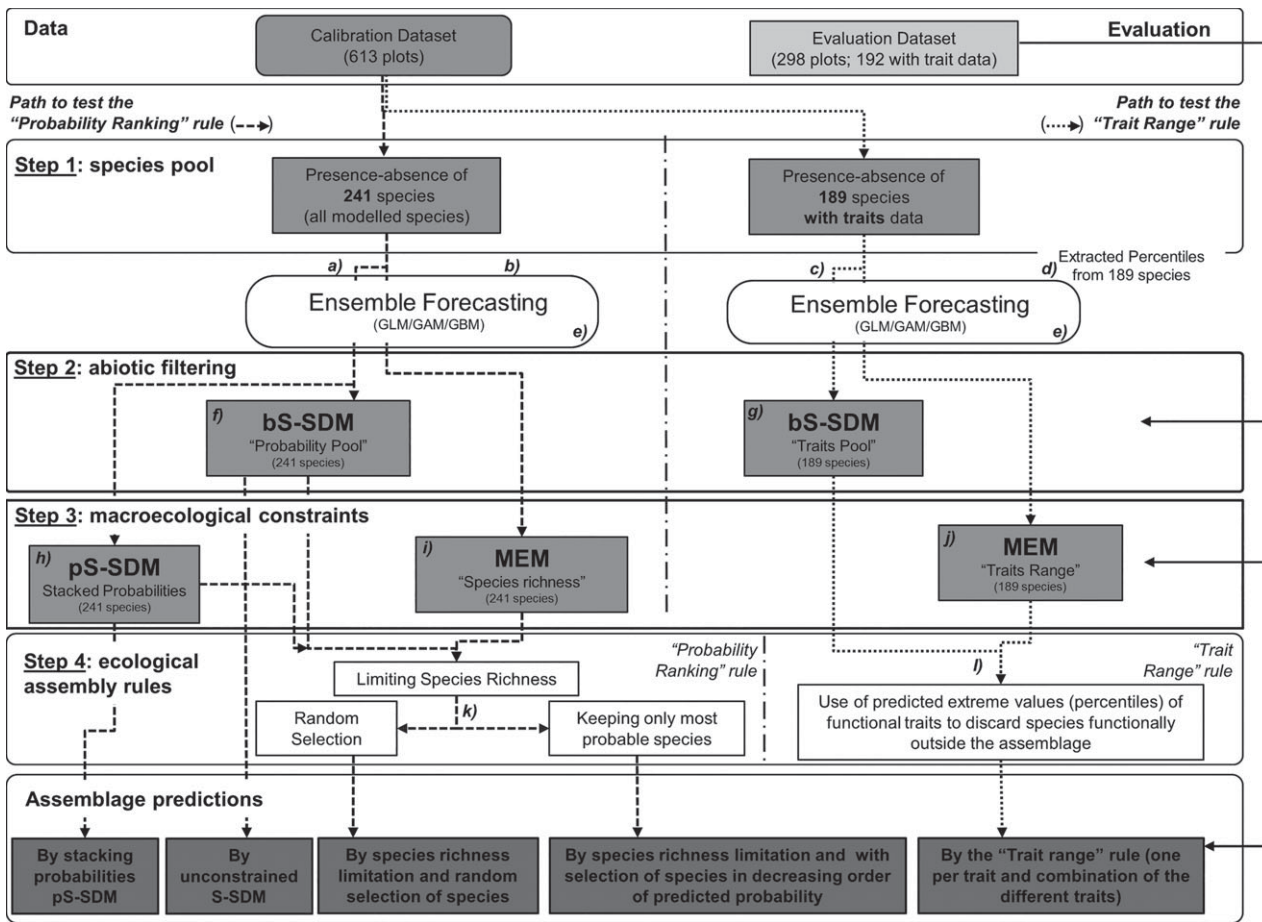 Data
Calibration Dataset
(613 plots)
Evaluation Dataset
(298 plots; 192 with trait data)
Evaluation
Path to test the
“Probability Ranking” rule ( )
Path to test the
( ) “Trait Range” rule
Step 1: species pool
Presence-absence of
241 species
(all modelled species)
Presence-absence of
189 species
with traits data
a)
b)
c)
d)
Extracted Percentiles
from 189 species
Ensemble Forecasting
(GLM/GAM/GBM)
e)
Ensemble Forecasting
(GLM/GAM/GBM)
e)
Step 2: abiotic filtering
f)
bS-SDM
“Probability Pool”
(241 species)
g)
bS-SDM
“Traits Pool”
(189 species)
Step 3: macroecological constraints
h)
pS-SDM
Stacked Probabilities
(241 species)
i)
MEM
“Species richness”
(241 species)
j)
MEM
“Traits Range”
(189 species)
Step 4: ecological
assembly rules
“Probability
Ranking” rule
“Trait
Range” rule
Limiting Species Richness
k)
l)
Random
Selection
Keeping only most
probable species
Use of predicted extreme values (percentiles) of
functional traits to discard species functionally
outside the assemblage
Assemblage predictions
By stacking
probabilities
pS-SDM
By
unconstrained
S-SDM
By species richness
limitation and random
selection of species
By species richness limitation and with
selection of species in decreasing order
of predicted probability
By the “Trait range” rule (one
per trait and combination of the
different traits)